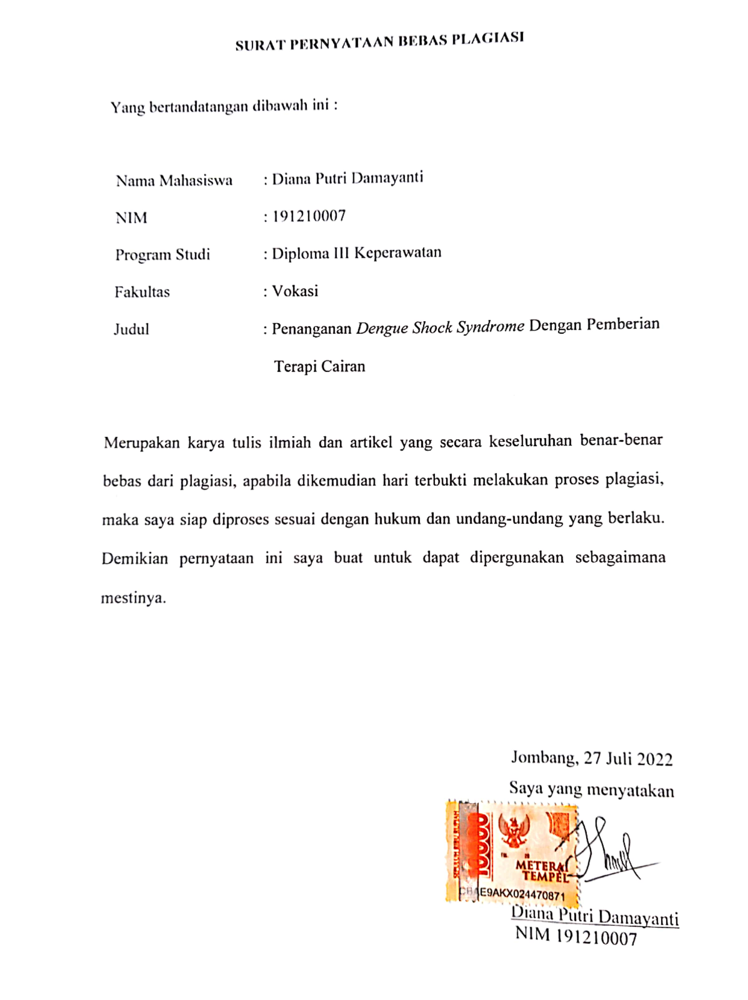 SURAT PERNYATAAN BEBAS PLAGIASI
Yang bertandatangan dibawah ini :
Nama Mahasiswa : Diana Putri Damayanti
NIM : 191210007
Program Studi : Diploma III Keperawatan
Fakultas : Vokasi
Judul : Penanganan Dengue Shock Syndrome Dengan Pemberian
Terapi Cairan
Merupakan karya tulis ilmiah dan artikel yang secara keseluruhan benar-benar
bebas dari plagiasi, apabila dikemudian hari terbukti melakukan proses plagiasi,
maka saya siap diproses sesuai dengan hukum dan undang-undang yang berlaku.
Demikian pernyataan ini saya buat untuk dapat dipergunakan sebagaimana
mestinya.
Jombang, 27 Juli 2022
Saya yang menyatakan
SEPULUH RIBU RUPIAH
10000
METERAI
TEMPEL
E9AKX024470871
Diana Putri Damayanti
NIM 191210007